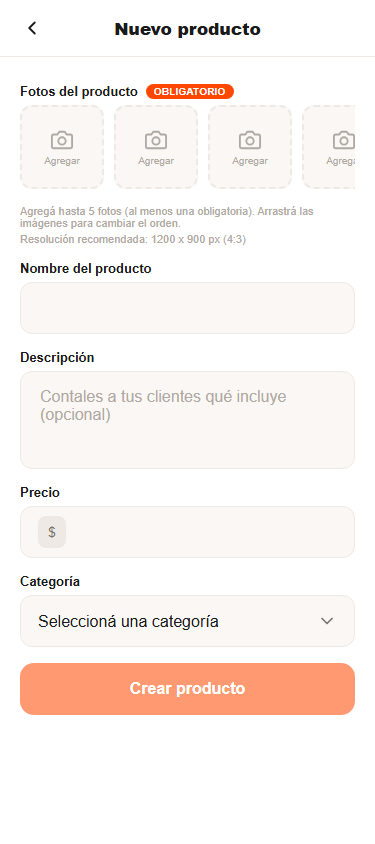 Nuevo producto
Fotos del producto OBLIGATORIO
Agregar Agregar Agregar Agrega
Agregá hasta 5 fotos (al menos una obligatoria). Arrastrá las
imágenes para cambiar el orden.
Resolución recomendada: 1200 x 900 px (4:3)
Nombre del producto
Descripción
Contales a tus clientes qué incluye
(opcional)
Precio
$
Categoría
Seleccioná una categoría
Crear producto